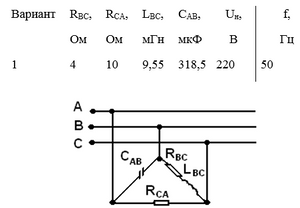 Вариант R_BC, R_CA, L_BC, C_AB, U_н, f,
Ом Ом мГн мкФ В Гц
1 4 10 9,55 318,5 220 50
A
B
C
C_AB R_BC
L_BC
R_CA